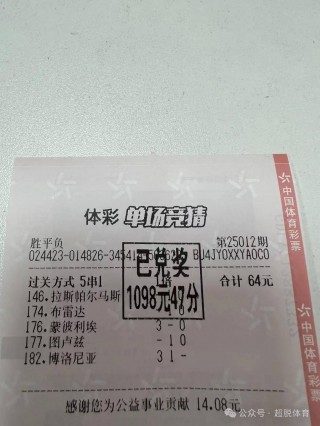 体彩 单场竞猜
胜平负 第25012期
024423-014826-34541 BUAJYOXXYAOCO
过关方式 5串1 1倍 合计 64元
已兑奖
1098元47分
146.拉斯帕尔马斯
174.布雷达
176.蒙彼利埃 3-0
177.图卢兹 -10
182.博洛尼亚 31-
感谢您为公益事业贡献 14.08元
中国体育彩票
中国体育彩票
公众号·超脱体育